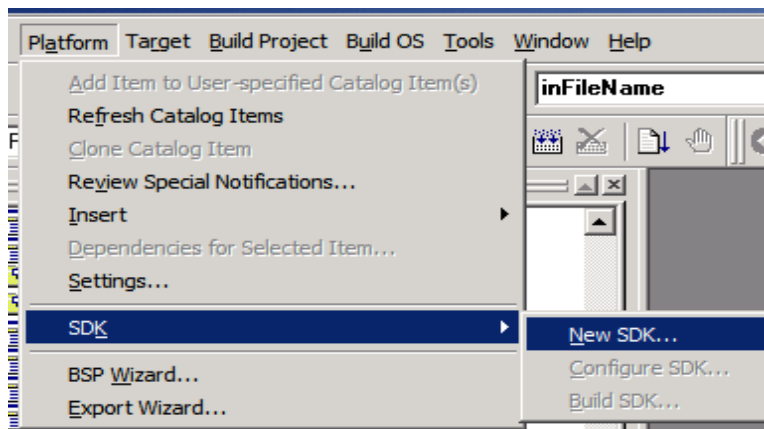 Platform Target Build Project Build OS Tools Window Help
Add Item to User-specified Catalog Item(s)
inFileName
Refresh Catalog Items
Clone Catalog Item
Review Special Notifications...
Insert
Dependencies for Selected Item...
Settings...
SDK
New SDK...
Configure SDK...
Build SDK...
BSP Wizard...
Export Wizard...